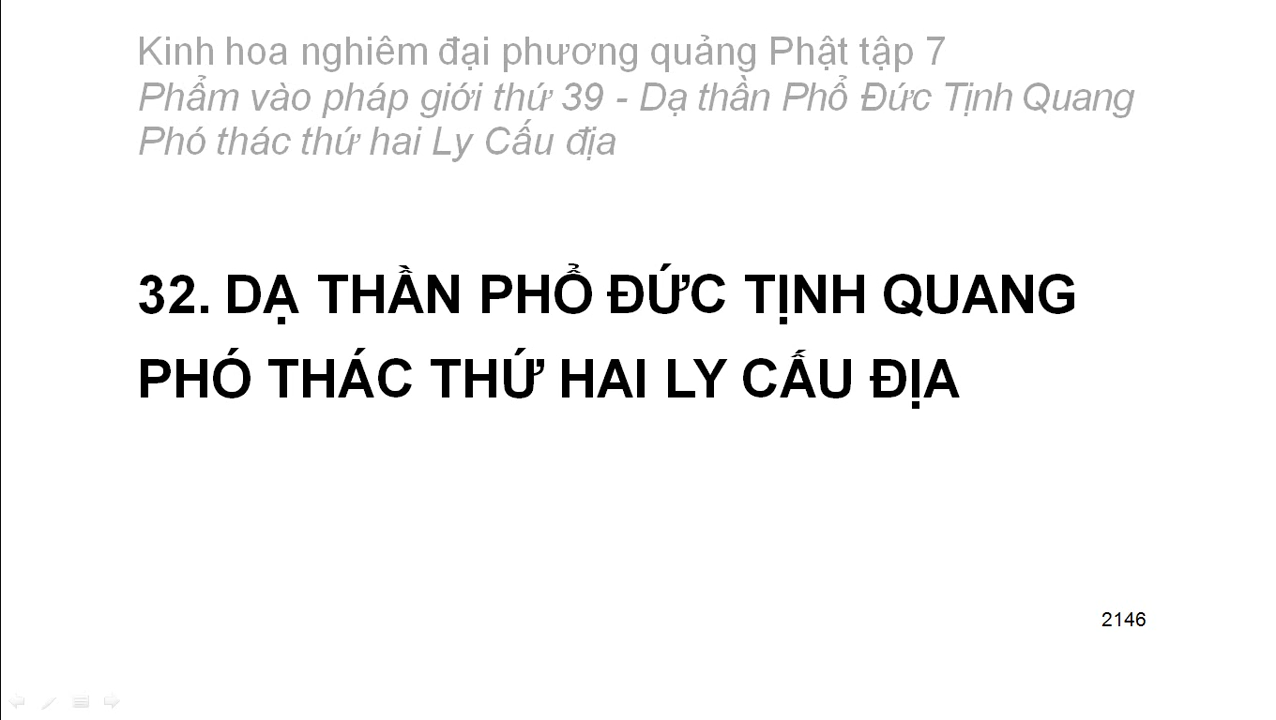 Kinh hoa nghiêm đại phương quảng Phật tập 7
Phẩm vào pháp giới thứ 39 - Dạ thần Phổ Đức Tịnh Quang
Phó thác thứ hai Ly Cấu địa
32. DẠ THẦN PHỔ ĐỨC TỊNH QUANG
PHÓ THÁC THỨ HAI LY CẤU ĐỊA
2146